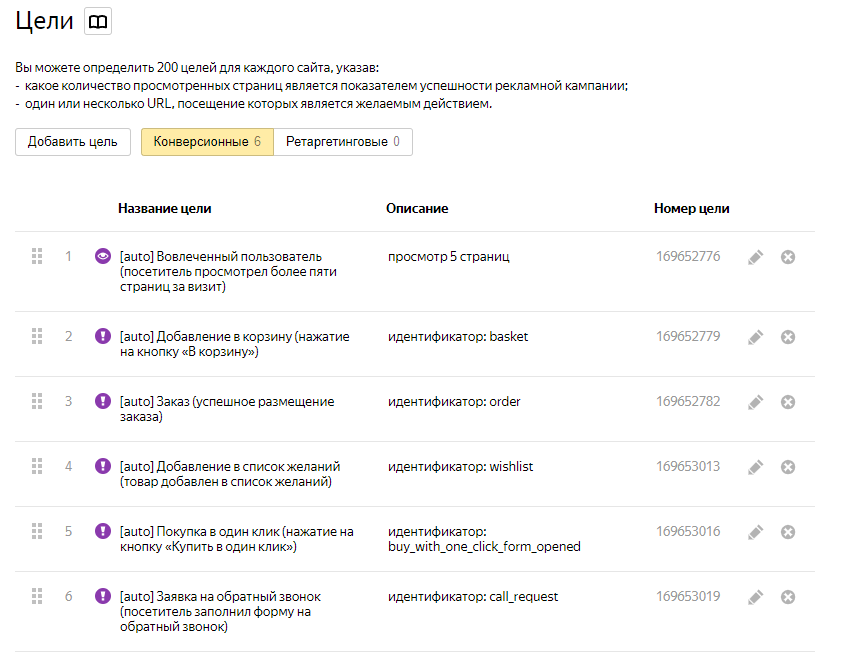 Цели
Вы можете определить 200 целей для каждого сайта, указав:
- какое количество просмотренных страниц является показателем успешности рекламной кампании;
- один или несколько URL, посещение которых является желаемым действием.
Добавить цель Конверсионные 6 Ретаргетинговые 0
Название цели Описание Номер цели
1 [auto] Вовлеченный пользователь просмотр 5 страниц 169652776
(посетитель просмотрел более пяти
страниц за визит)
2 [auto] Добавление в корзину (нажатие идентификатор: basket 169652779
на кнопку «В корзину»)
3 [auto] Заказ (успешное размещение идентификатор: order 169652782
заказа)
4 [auto] Добавление в список желаний идентификатор: wishlist 169653013
(товар добавлен в список желаний)
5 [auto] Покупка в один клик (нажатие на идентификатор: 169653016
кнопку «Купить в один клик») buy_with_one_click_form_opened
6 [auto] Заявка на обратный звонок идентификатор: call_request 169653019
(посетитель заполнил форму на
обратный звонок)